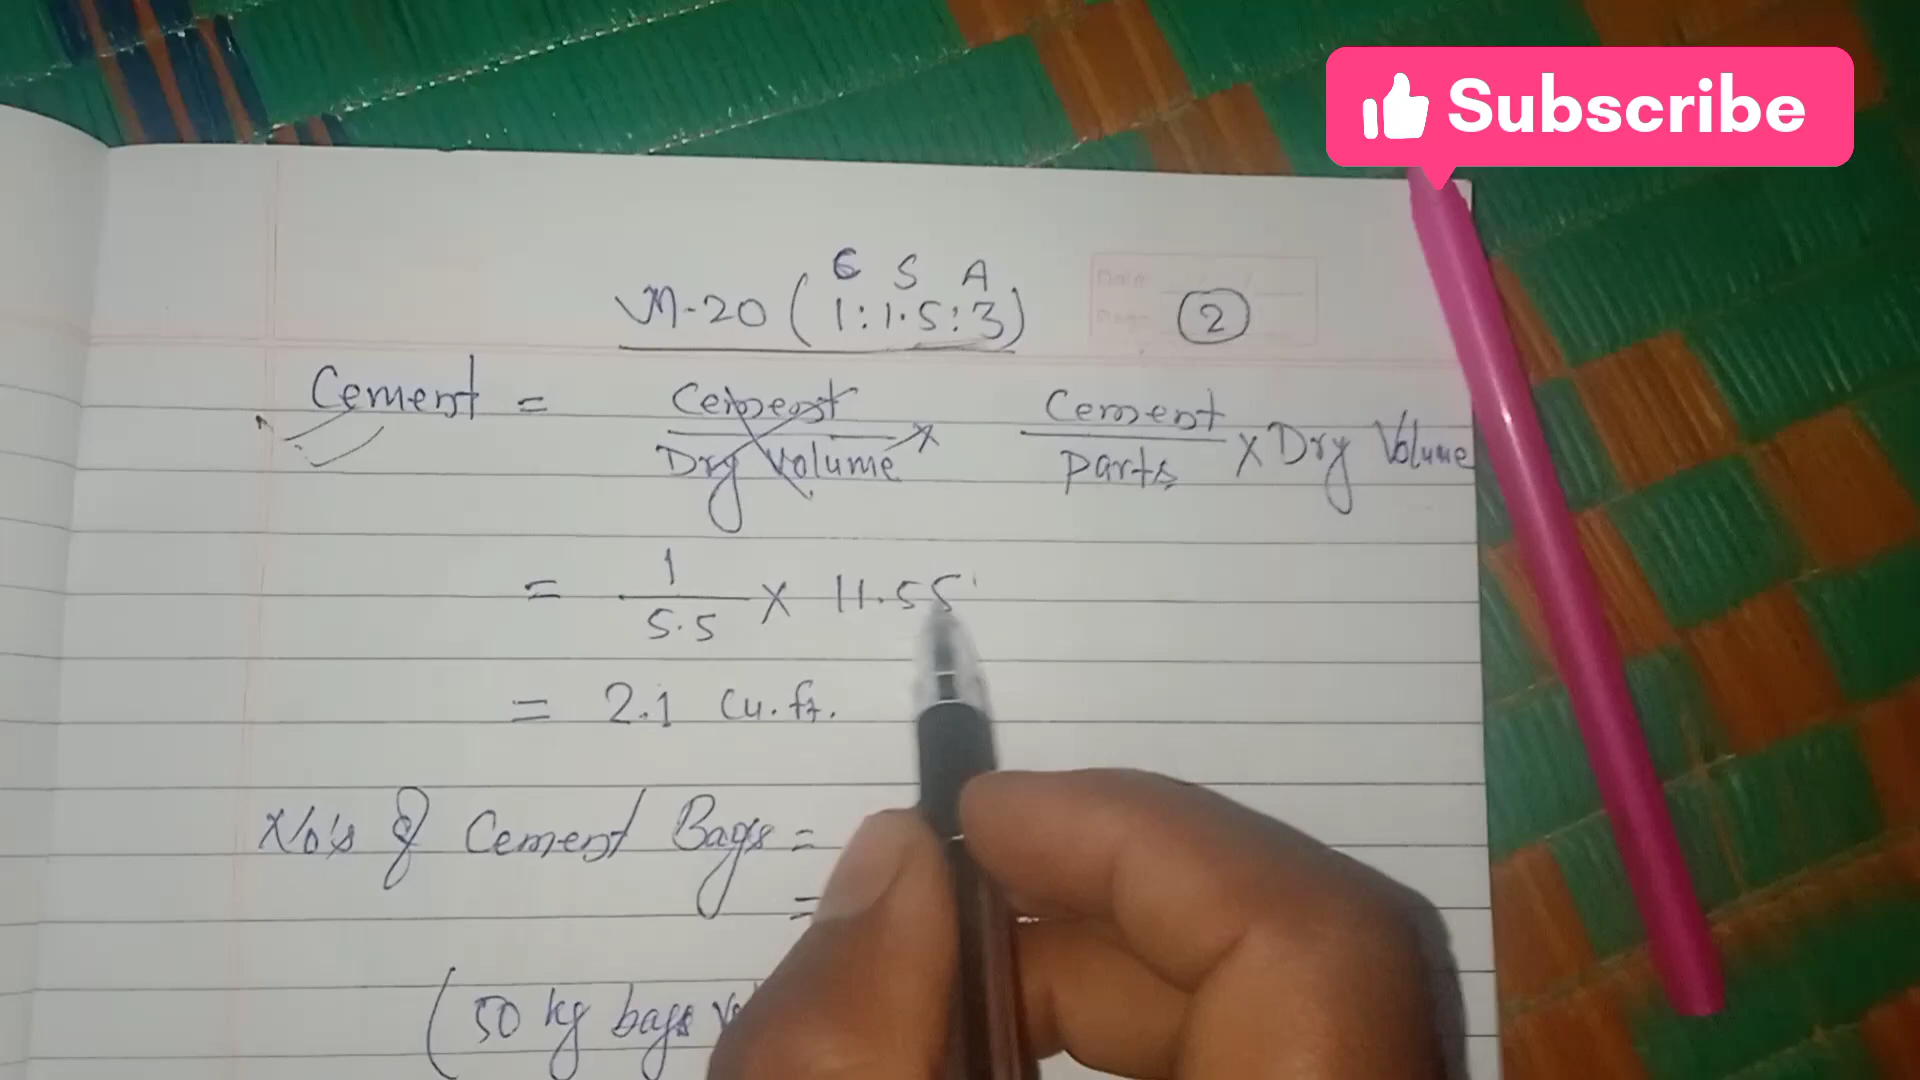 Subscribe
C S A
M-20 (1:1.5:3)
2
Cement = Cement / Dry Volume × Cement / Parts × Dry Volume
= 1 / 5.5 × 11.55
= 2.1 cu.ft.
No's of Cement Bags =
=
(50 kg bags